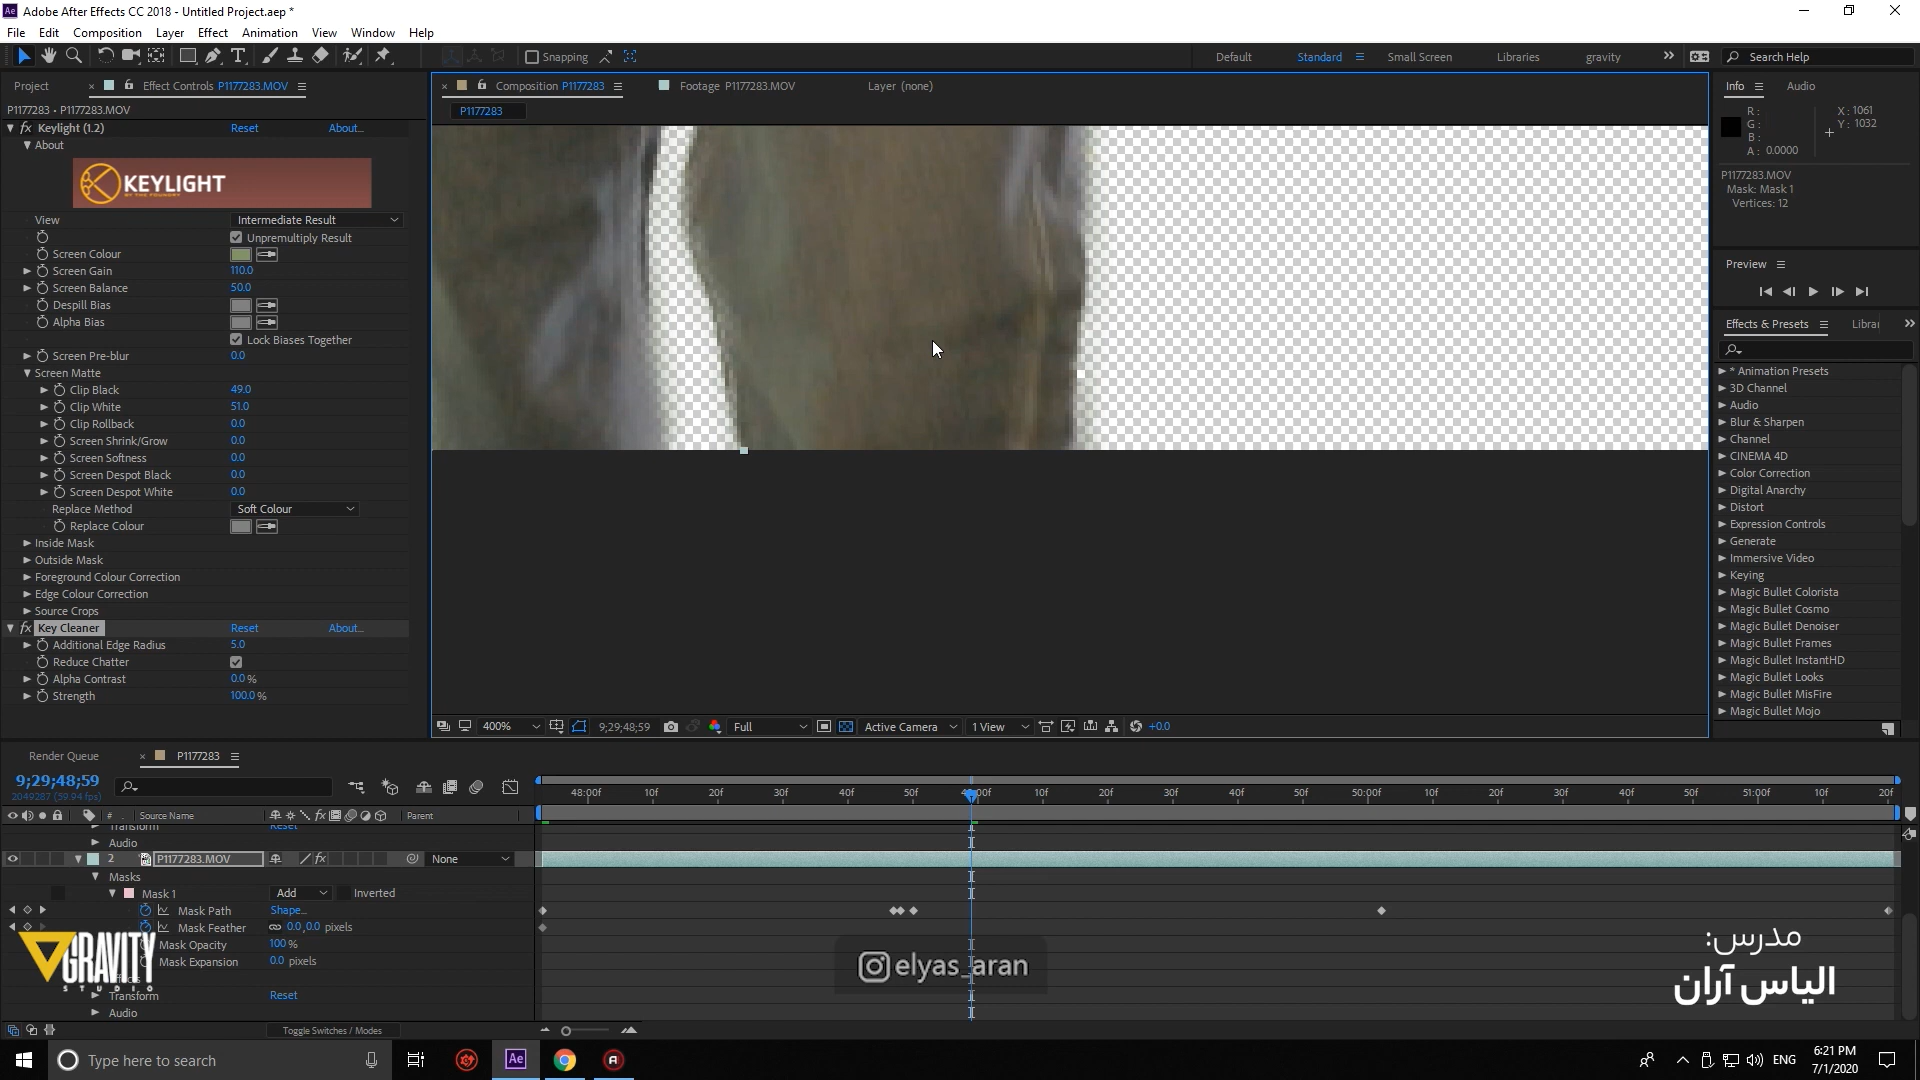 Adobe After Effects CC 2018 - Untitled Project.aep *
File Edit Composition Layer Effect Animation View Window Help
Snapping Default Standard Small Screen Libraries gravity Search Help
Project Effect Controls P1177283.MOV
P1177283 • P1177283.MOV
Keylight (1.2) Reset About...
About
KEYLIGHT
BY THE FOUNDRY
View Intermediate Result
Unpremultiply Result
Screen Colour
Screen Gain 110.0
Screen Balance 50.0
Despill Bias
Alpha Bias
Lock Biases Together
Screen Pre-blur 0.0
Screen Matte
Clip Black 49.0
Clip White 51.0
Clip Rollback 0.0
Screen Shrink/Grow 0.0
Screen Softness 0.0
Screen Despot Black 0.0
Screen Despot White 0.0
Replace Method Soft Colour
Replace Colour
Inside Mask
Outside Mask
Foreground Colour Correction
Edge Colour Correction
Source Crops
Key Cleaner Reset About...
Additional Edge Radius 5.0
Reduce Chatter
Alpha Contrast 0.0 %
Strength 100.0 %
Composition P1177283 Footage P1177283.MOV Layer (none)
P1177283
400% 9;29;48;59 Full Active Camera 1 View +0.0
Info Audio
R: X: 1061
G: Y: 1032
B:
A: 0.0000
P1177283.MOV
Mask: Mask 1
Vertices: 12
Preview
Effects & Presets Librar
* Animation Presets
3D Channel
Audio
Blur & Sharpen
Channel
CINEMA 4D
Color Correction
Digital Anarchy
Distort
Expression Controls
Generate
Immersive Video
Keying
Magic Bullet Colorista
Magic Bullet Cosmo
Magic Bullet Denoiser
Magic Bullet Frames
Magic Bullet InstantHD
Magic Bullet Looks
Magic Bullet MisFire
Magic Bullet Mojo
Render Queue P1177283
9;29;48;59
2049287 (59.94 fps)
48:00f 10f 20f 30f 40f 50f 00f 10f 20f 30f 40f 50f 50:00f 10f 20f 30f 40f 50f 51:00f 10f 20f
# Source Name Parent
Transform Reset
Audio
2 P1177283.MOV None
Masks
Mask 1 Add Inverted
Mask Path Shape...
Mask Feather 0.0,0.0 pixels
Mask Opacity 100 %
Mask Expansion 0.0 pixels
Transform Reset
Audio
Toggle Switches / Modes
GRAVITY
STUDIO
elyas_aran
مدرس:
الیاس آران
Type here to search
Ae
ENG
6:21 PM
7/1/2020